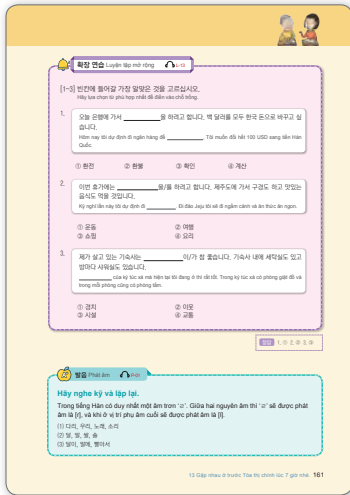 확장 연습 Luyện tập mở rộng
[1-3] 빈칸에 들어갈 가장 알맞은 것을 고르십시오.
Hãy lựa chọn từ phù hợp nhất để điền vào chỗ trống.
1.
오늘 은행에 가서 __________을 하려고 합니다. 백 달러를 모두 한국 돈으로 바꾸고 싶
습니다.
Hôm nay tôi dự định đi ngân hàng để __________. Tôi muốn đổi hết 100 USD sang tiền Hàn
Quốc.
① 환전 ② 환불 ③ 확인 ④ 계산
2.
이번 휴가에는 __________을/를 하려고 합니다. 제주도에 가서 구경도 하고 맛있는
음식도 먹을 것입니다.
Kỳ nghỉ lần này tôi dự định đi __________. Đi đảo Jeju tôi sẽ đi ngắm cảnh và ăn thức ăn ngon.
① 운동 ② 여행
③ 쇼핑 ④ 요리
3.
제가 살고 있는 기숙사는 __________이/가 참 좋습니다. 기숙사 내에 세탁실도 있고
방마다 샤워실도 있습니다.
__________ của ký túc xá mà hiện tại tôi đang ở thì rất tốt. Trong ký túc xá có phòng giặt đồ và
trong mỗi phòng cũng có phòng tắm.
① 경치 ② 이웃
③ 시설 ④ 교통
정답 1. ① 2. ② 3. ③
발음 Phát âm
Hãy nghe kỹ và lặp lại.
Trong tiếng Hàn có duy nhất một âm trơn 'ㄹ'. Giữa hai nguyên âm thì 'ㄹ' sẽ được phát
âm là [r], và khi ở vị trí phụ âm cuối sẽ được phát âm là [l].
(1) 다리, 우리, 노래, 소리
(2) 달, 말, 별, 솔
(3) 달이, 말에, 빨아서
13 Gặp nhau ở trước Tòa thị chính lúc 7 giờ nhé 161